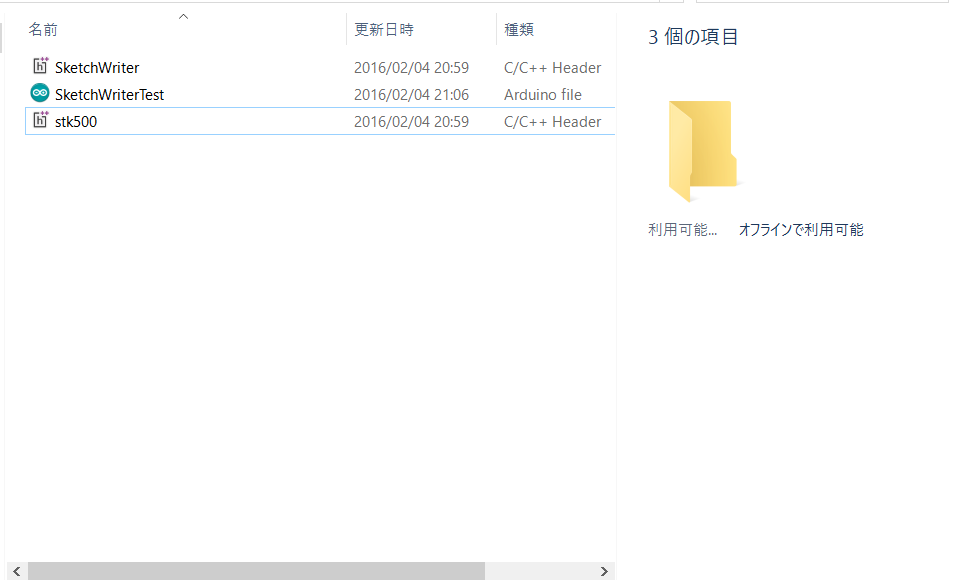 名前 更新日時 種類
SketchWriter 2016/02/04 20:59 C/C++ Header
SketchWriterTest 2016/02/04 21:06 Arduino file
stk500 2016/02/04 20:59 C/C++ Header
3 個の項目
利用可能... オフラインで利用可能